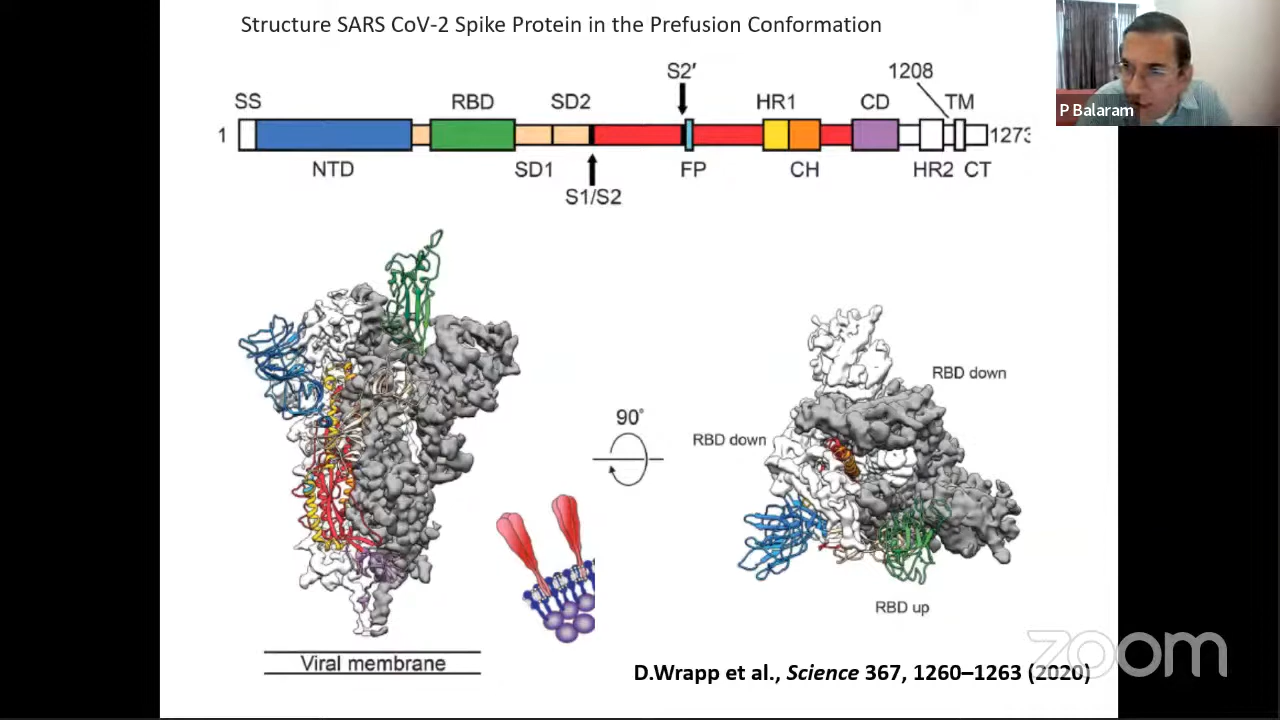 Structure SARS CoV-2 Spike Protein in the Prefusion Conformation
P Balaram
S2′ 1208
SS RBD SD2 HR1 CD TM
1 1273
NTD SD1 FP CH HR2 CT
S1/S2
RBD down
90°
RBD down
RBD up
Viral membrane
zoom
D.Wrapp et al., Science 367, 1260–1263 (2020)